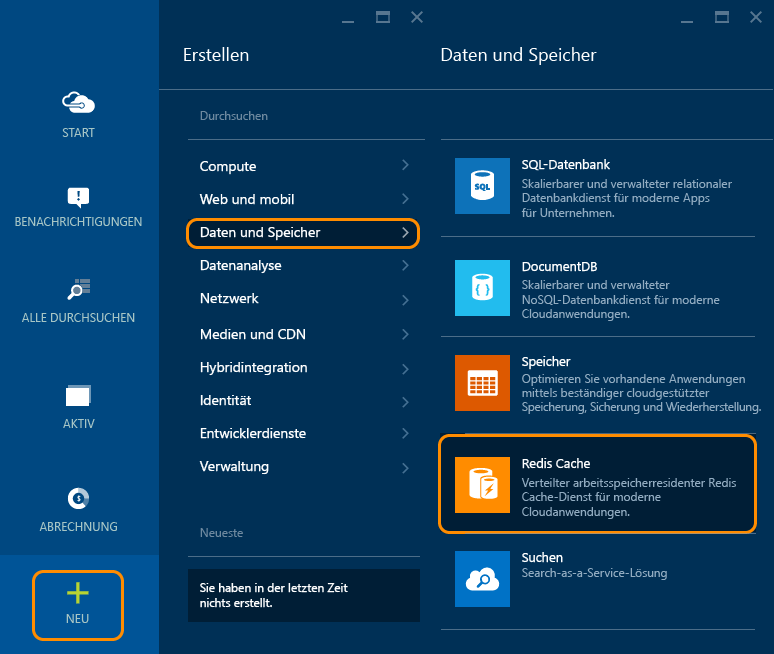 START
BENACHRICHTIGUNGEN
ALLE DURCHSUCHEN
AKTIV
ABRECHNUNG
NEU
Erstellen
Durchsuchen
Compute
Web und mobil
Daten und Speicher
Datenanalyse
Netzwerk
Medien und CDN
Hybridintegration
Identität
Entwicklerdienste
Verwaltung
Neueste
Sie haben in der letzten Zeit
nichts erstellt.
Daten und Speicher
SQL
SQL-Datenbank
Skalierbarer und verwalteter relationaler
Datenbankdienst für moderne Apps
für Unternehmen.
DocumentDB
Skalierbarer und verwalteter
NoSQL-Datenbankdienst für moderne
Cloudanwendungen.
Speicher
Optimieren Sie vorhandene Anwendungen
mittels beständiger cloudgestützter
Speicherung, Sicherung und Wiederherstellung.
Redis Cache
Verteilter arbeitsspeicherresidenter Redis
Cache-Dienst für moderne
Cloudanwendungen.
Suchen
Search-as-a-Service-Lösung